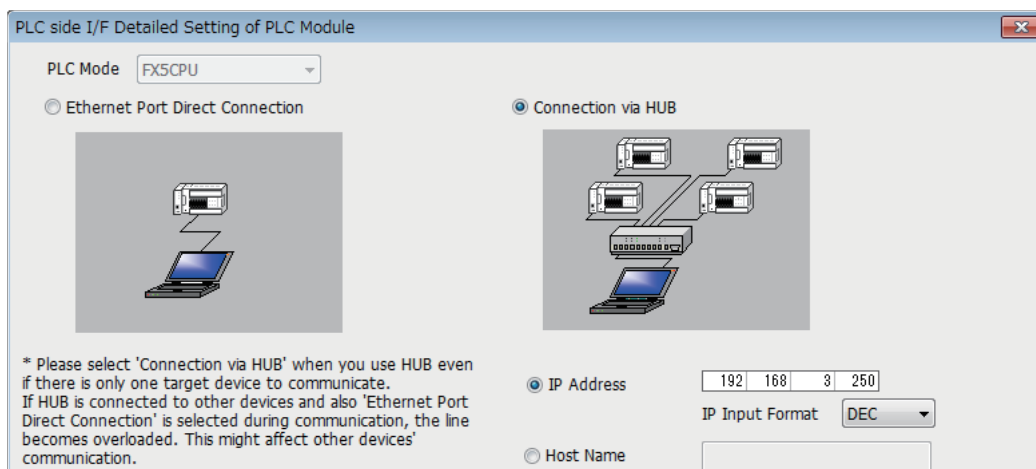 PLC side I/F Detailed Setting of PLC Module
PLC Mode FX5CPU
Ethernet Port Direct Connection
Connection via HUB
* Please select 'Connection via HUB' when you use HUB even
if there is only one target device to communicate.
If HUB is connected to other devices and also 'Ethernet Port
Direct Connection' is selected during communication, the line
becomes overloaded. This might affect other devices'
communication.
IP Address 192 168 3 250
IP Input Format DEC
Host Name